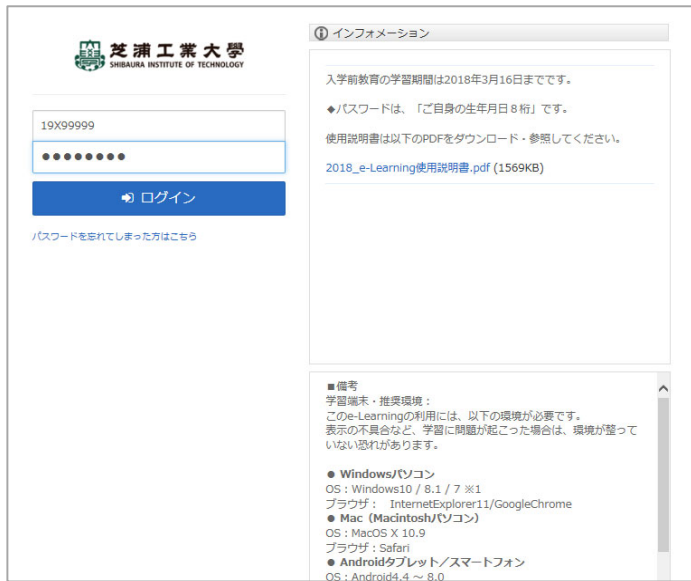 芝浦工業大學
SHIBAURA INSTITUTE OF TECHNOLOGY
19X99999
●●●●●●●●
ログイン
パスワードを忘れてしまった方はこちら
インフォメーション
入学前教育の学習期間は2018年3月16日までです。
◆パスワードは、「ご自身の生年月日8桁」です。
使用説明書は以下のPDFをダウンロード・参照してください。
2018_e-Learning使用説明書.pdf (1569KB)
■備考
学習端末・推奨環境：
このe-Learningの利用には、以下の環境が必要です。
表示の不具合など、学習に問題が起こった場合は、環境が整って
いない恐れがあります。
● Windowsパソコン
OS：Windows10 / 8.1 / 7 ※1
ブラウザ： InternetExplorer11/GoogleChrome
● Mac（Macintoshパソコン）
OS：MacOS X 10.9
ブラウザ：Safari
● Androidタブレット／スマートフォン
OS：Android4.4 ～ 8.0